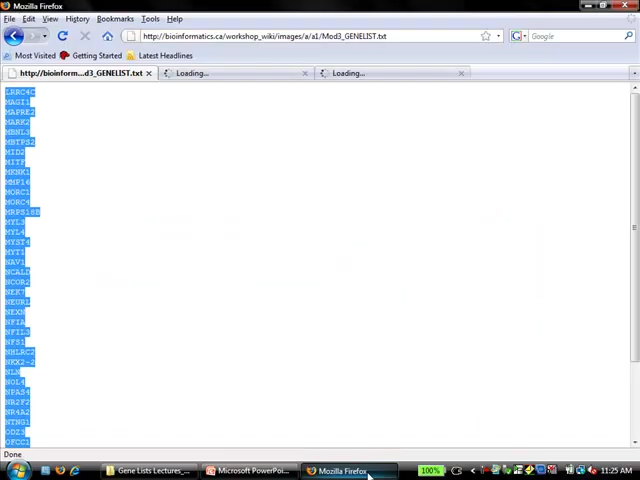 Mozilla Firefox
File Edit View History Bookmarks Tools Help
http://bioinformatics.ca/workshop_wiki/images/a/a1/Mod3_GENELIST.txt
Google
Most Visited Getting Started Latest Headlines
http://bioinform...d3_GENELIST.txt Loading... Loading...
LRRC4C
MAGI1
MAPRE2
MARK2
MBNL3
MBTPS2
MID2
MITF
MKNK1
MMP16
MORC1
MORC4
MRPS18B
MYL3
MYL4
MYST4
MYT1
NAV1
NCALD
NCOR2
NEK7
NEGR1
NEXN
NFIA
NFIL3
NFS1
NHLRC2
NKX2-2
NLN
NOL4
NPAS4
NR2F2
NR4A2
NTNG1
ODZ3
OFCC1
Done
Gene Lists Lectures_... Microsoft PowerPoi... Mozilla Firefox 100% 11:25 AM